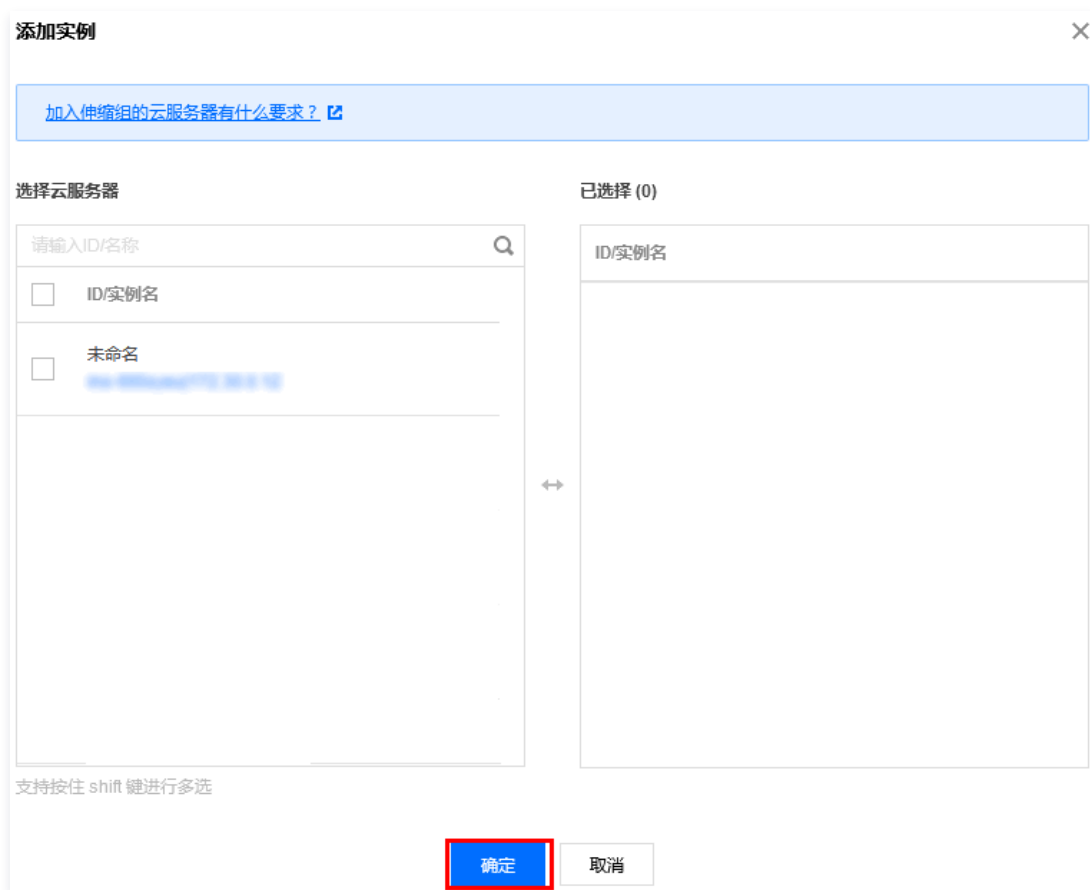 添加实例
加入伸缩组的云服务器有什么要求？
选择云服务器
请输入ID/名称
ID/实例名
未命名
支持按住 shift 键进行多选
已选择 (0)
ID/实例名
确定
取消